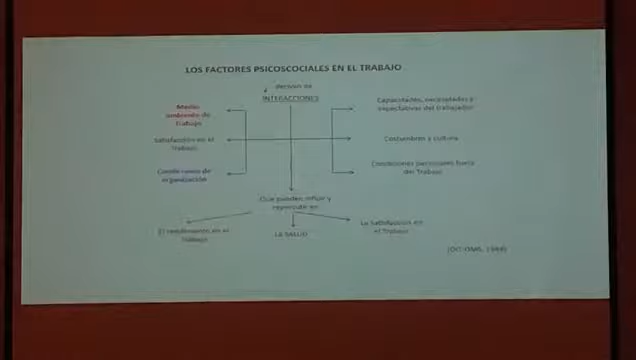 LOS FACTORES PSICOSCOCIALES EN EL TRABAJO
derivan de
INTERACCIONES
Medio
ambiente de
Trabajo
Capacidades, necesidades y
expectativas del trabajador
Satisfacción en el
Trabajo
Costumbres y cultura
Condiciones de
organización
Condiciones personales fuera
del Trabajo
Que pueden influir y
repercutir en
El rendimiento en el
Trabajo
LA SALUD
La Satisfacción en
el Trabajo
(OIT-OMS, 1984)